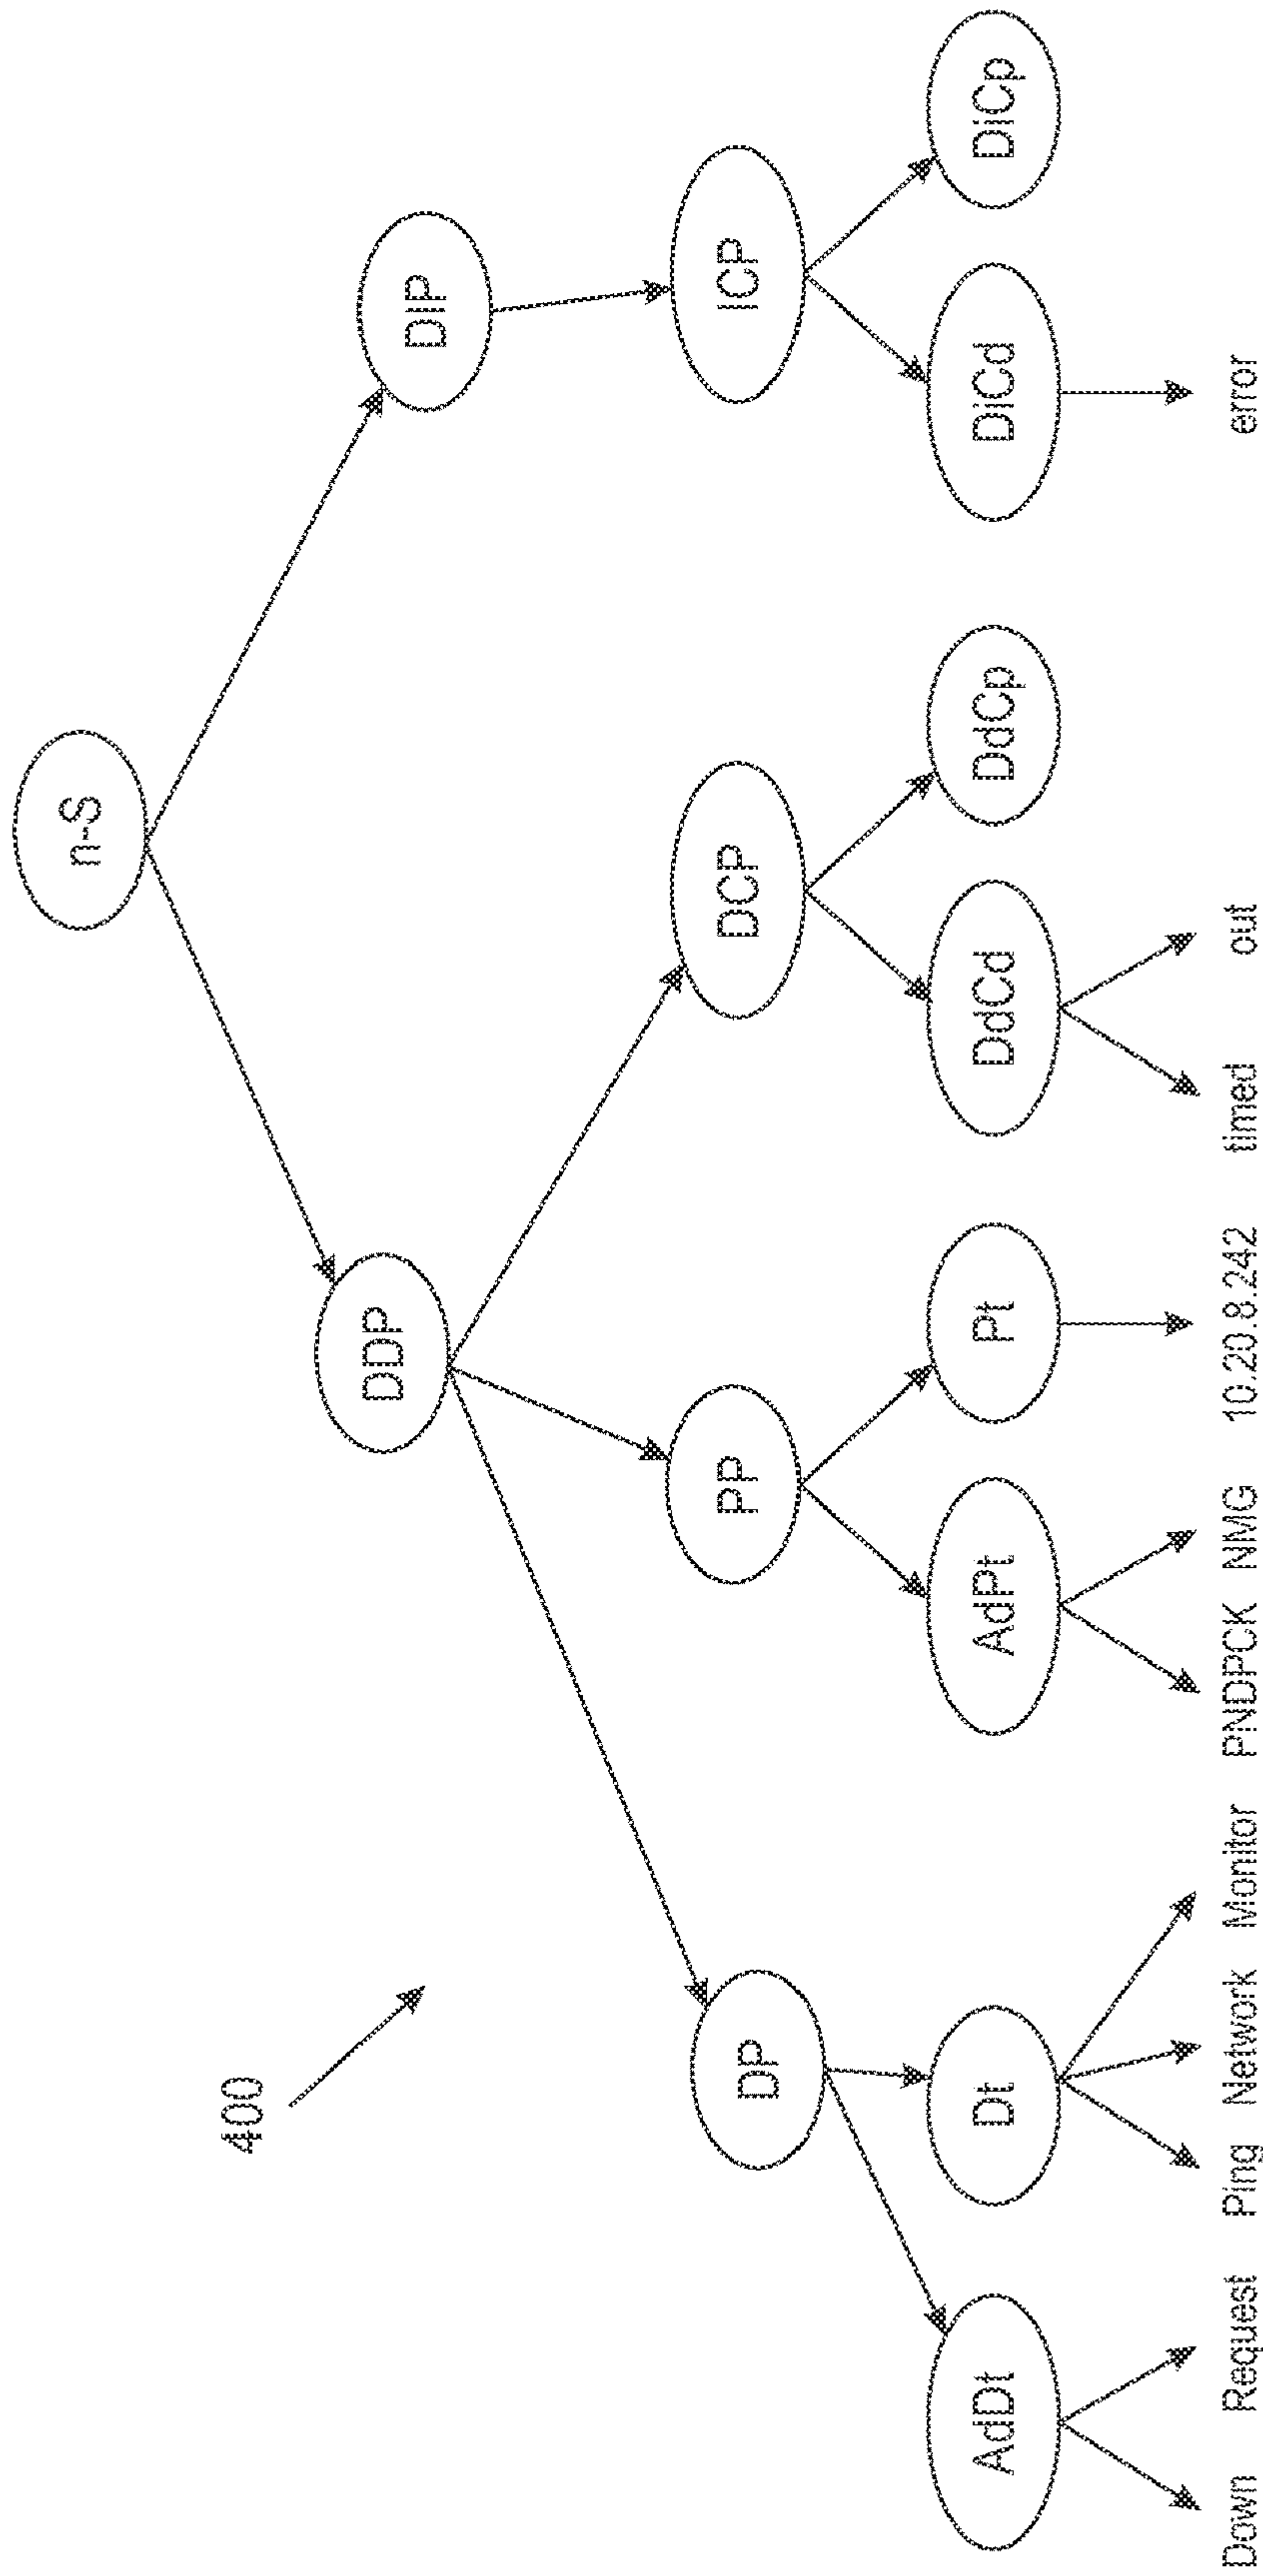 400
n-S
DDP
DIP
DP
PP
DCP
ICP
AdDt
Dt
AdPt
Pt
DdCd
DdCp
DiCd
DiCp
Down Request Ping Network Monitor PNDPCK NMG 10.20.8.242 timed out error